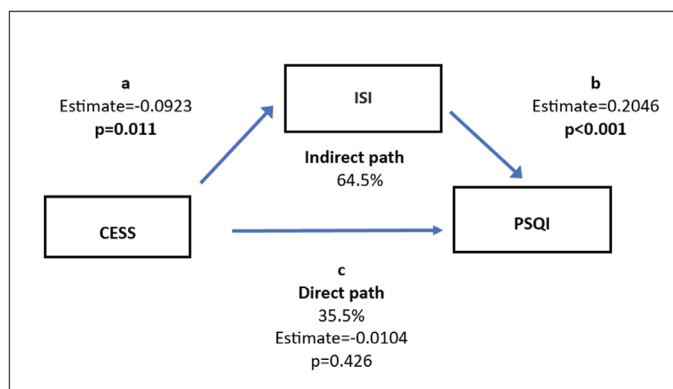 a
Estimate=-0.0923
p=0.011
ISI
b
Estimate=0.2046
p<0.001
Indirect path
64.5%
CESS
PSQI
c
Direct path
35.5%
Estimate=-0.0104
p=0.426